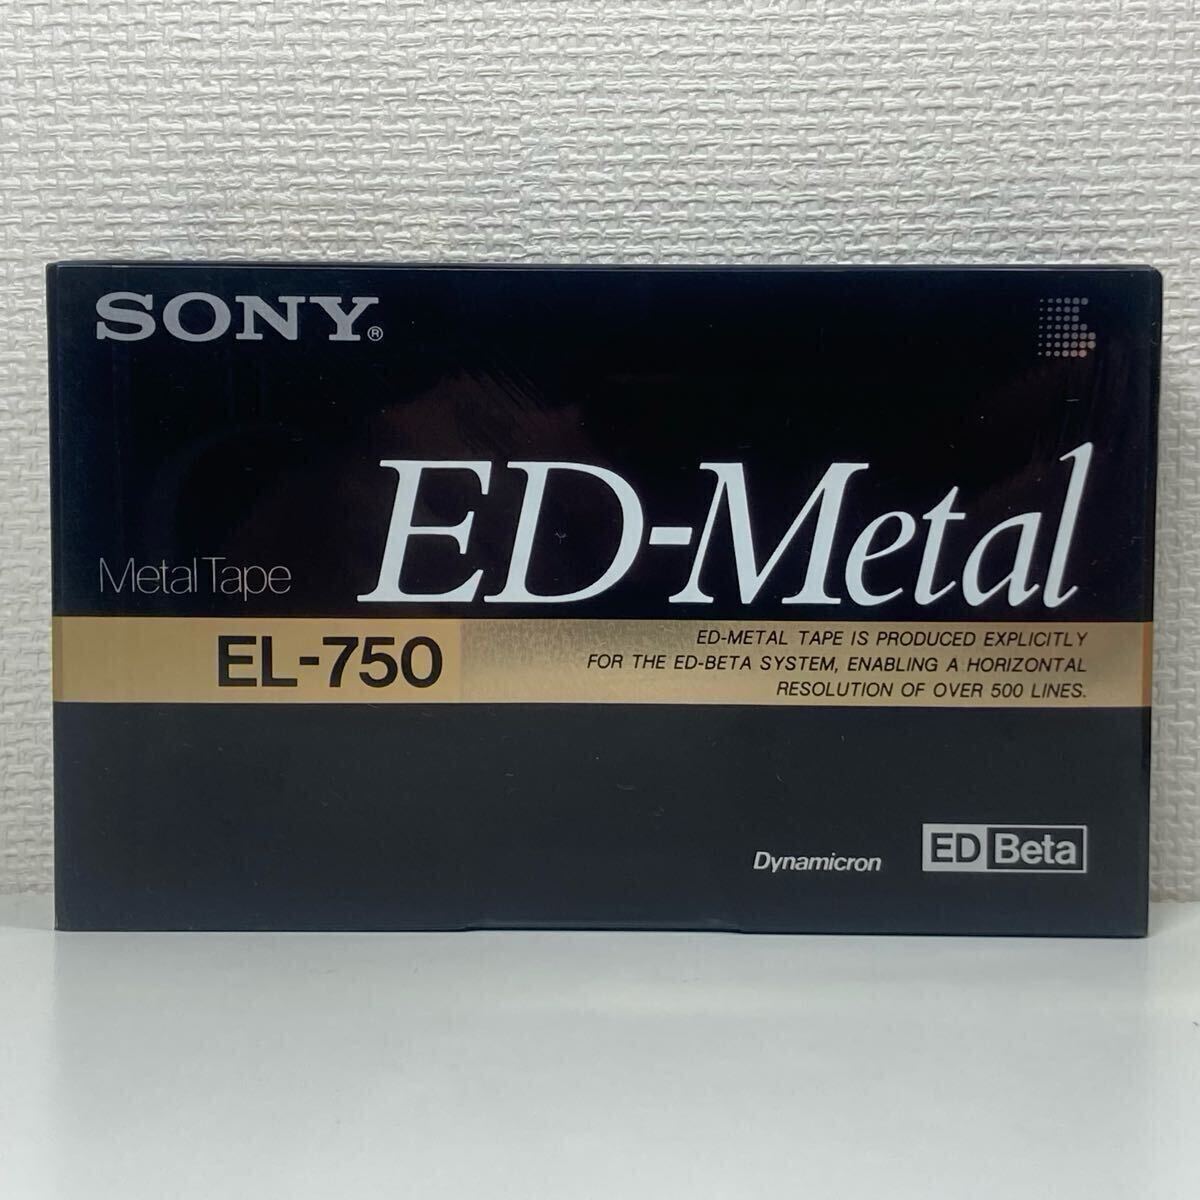 SONY®
ED-Metal
Metal Tape
EL-750
ED-METAL TAPE IS PRODUCED EXPLICITLY
FOR THE ED-BETA SYSTEM, ENABLING A HORIZONTAL
RESOLUTION OF OVER 500 LINES.
Dynamicron
ED Beta